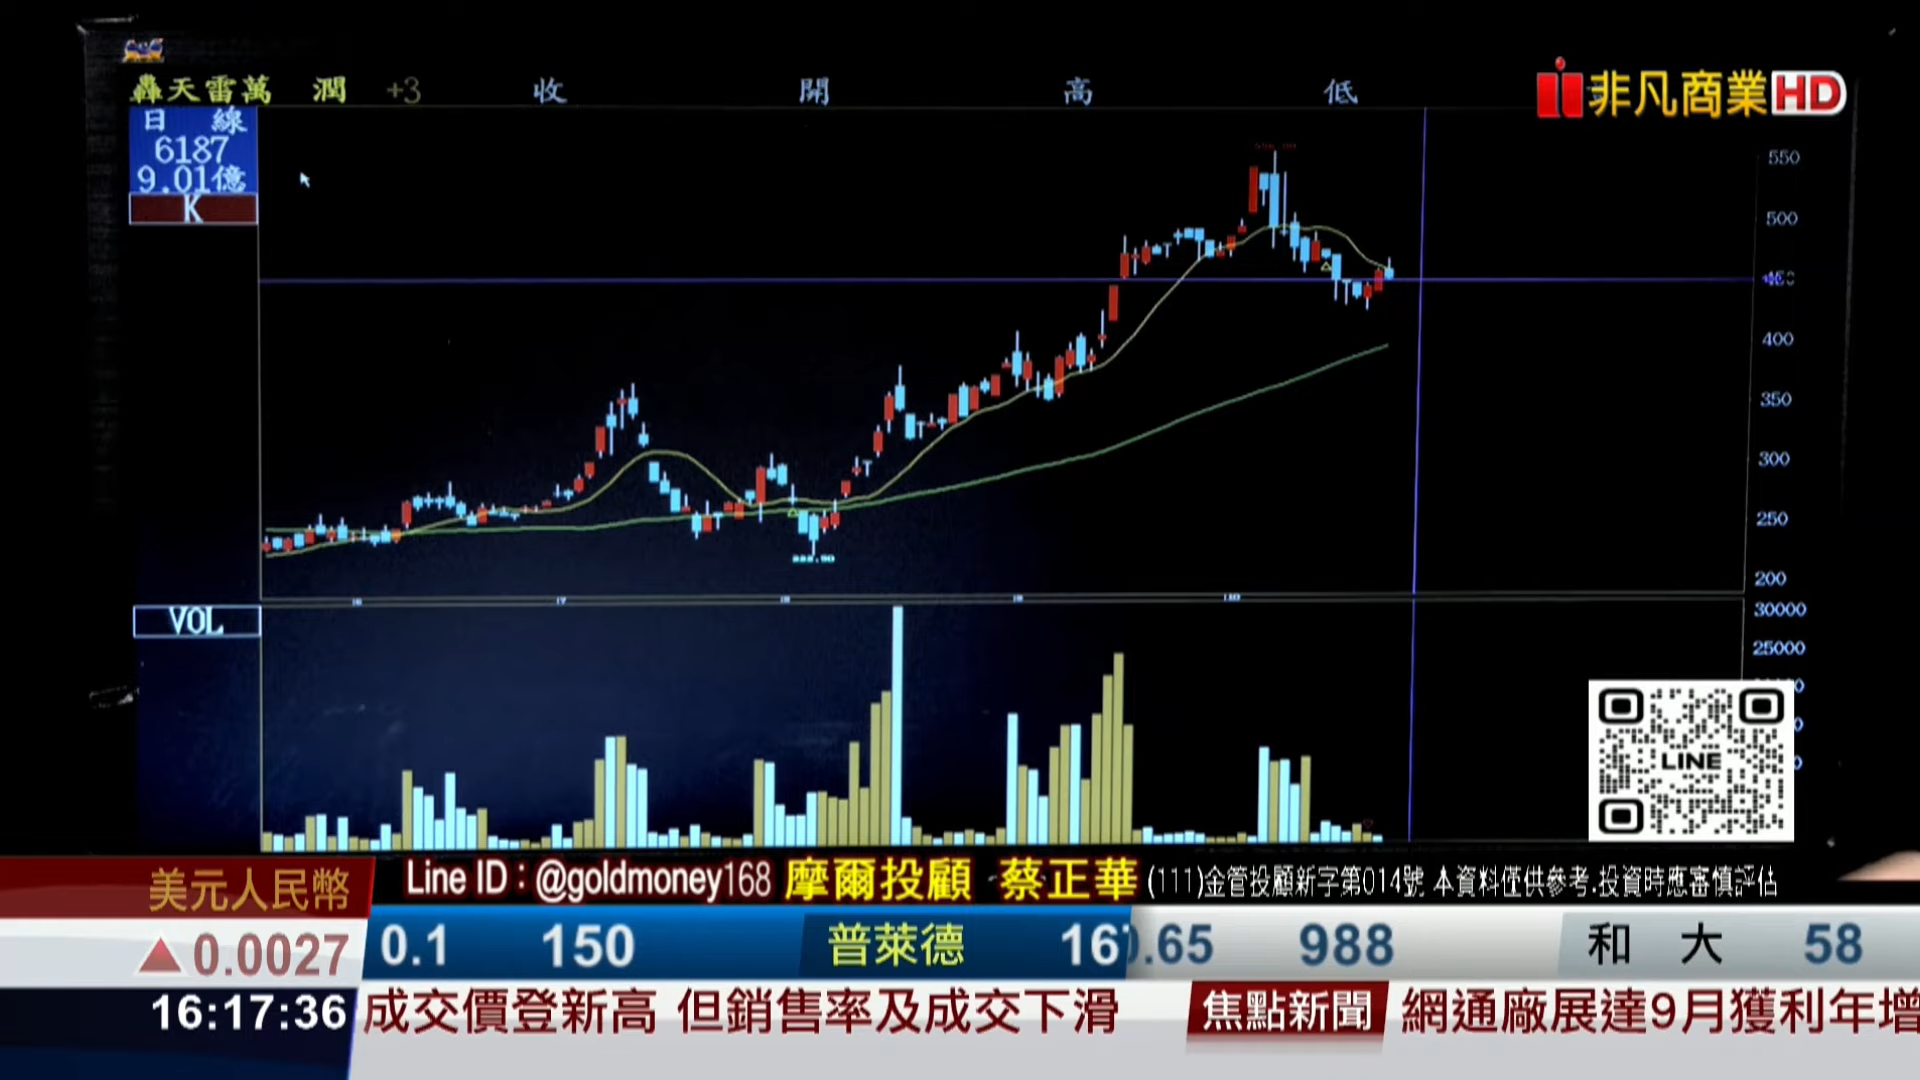 轟天雷萬 潤 +3 收 開 高 低
非凡商業HD
日 線
6187
9.01億
K
550
500
450
400
350
300
250
200
VOL
30000
25000
LINE
美元人民幣
Line ID：@goldmoney168 摩爾投顧 蔡正華 (111)金管投顧新字第014號 本資料僅供參考.投資時應審慎評估
▲0.0027
0.1 150 普萊德 16 .65 988 和 大 58
16:17:36
成交價登新高 但銷售率及成交下滑 焦點新聞 網通廠展達9月獲利年增